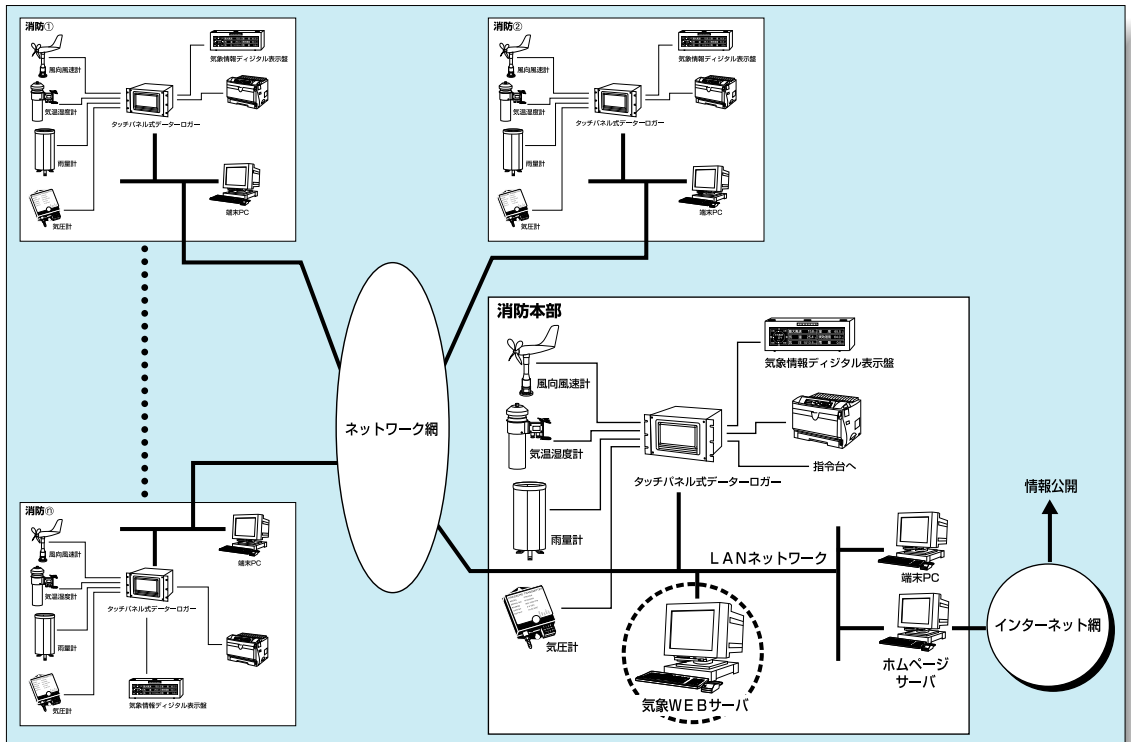 消防①
風向風速計
気温湿度計
雨量計
気圧計
タッチパネル式データーロガー
気象情報ディジタル表示盤
端末PC
消防②
風向風速計
気温湿度計
雨量計
気圧計
タッチパネル式データーロガー
気象情報ディジタル表示盤
端末PC
ネットワーク網
消防ⓝ
風向風速計
気温湿度計
雨量計
気圧計
端末PC
タッチパネル式データーロガー
気象情報ディジタル表示盤
消防本部
風向風速計
気温湿度計
雨量計
気圧計
タッチパネル式データーロガー
気象情報ディジタル表示盤
指令台へ
LANネットワーク
気象WEBサーバ
端末PC
ホムページ
サーバ
インターネット網
情報公開